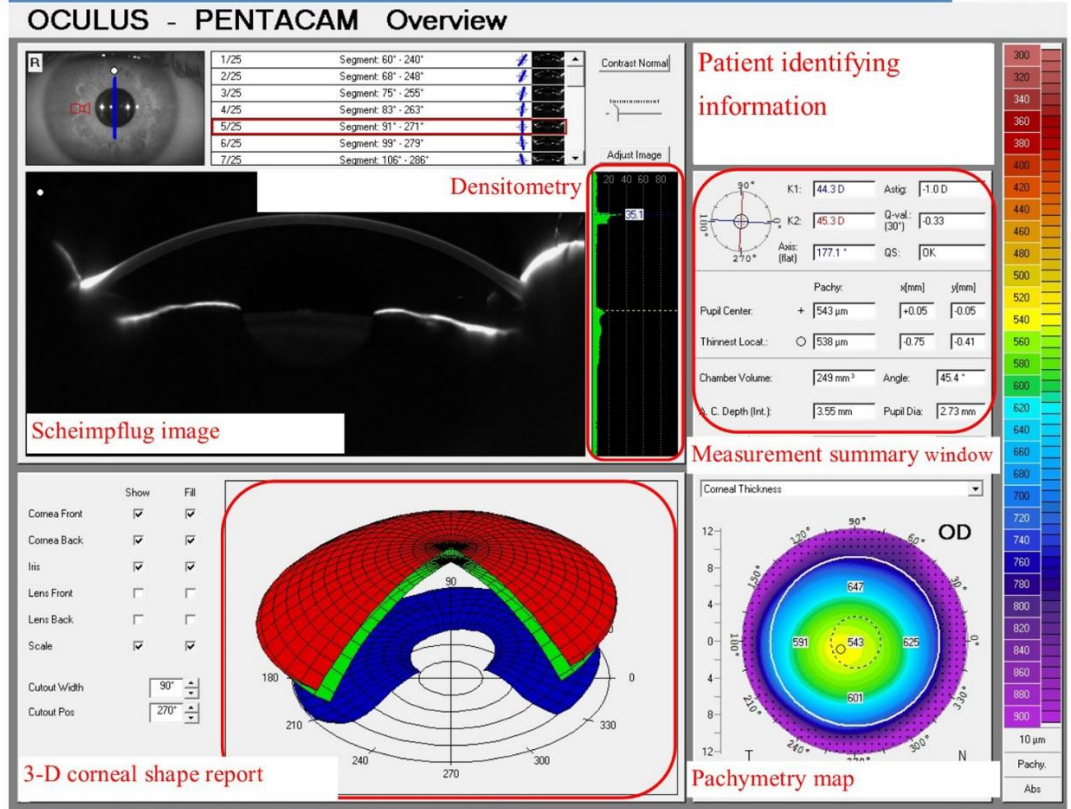 OCULUS - PENTACAM Overview
R
1/25 Segment: 60° - 240°
2/25 Segment: 68° - 248°
3/25 Segment: 75° - 255°
4/25 Segment: 83° - 263°
5/25 Segment: 91° - 271°
6/25 Segment: 99° - 279°
7/25 Segment: 106° - 286°
Contrast Normal
Adjust Image
Densitometry
20 40 60 80
35.1
Scheimpflug image
Patient identifying
information
90°
180°
0°
270°
K1: 44.3 D Astig: -1.0 D
K2: 45.3 D Q-val.: (30°) -0.33
Axis: (flat) 177.1 ° QS: OK
Pachy: x[mm] y[mm]
Pupil Center: + 543 µm +0.05 -0.05
Thinnest Locat.: O 538 µm -0.75 -0.41
Chamber Volume: 249 mm³ Angle: 45.4 °
A. C. Depth (Int.): 3.55 mm Pupil Dia: 2.73 mm
Measurement summary window
Show Fill
Cornea Front
Cornea Back
Iris
Lens Front
Lens Back
Scale
Cutout Width 90°
Cutout Pos 270°
90
180
0
210
330
240
300
270
3-D corneal shape report
Corneal Thickness
OD
90°
120° 60°
150° 30°
180° 0°
210° 330°
240° 300°
12
8
4
0
4
8
12
647
591 543 625
601
T N
Pachymetry map
300
320
340
360
380
400
420
440
460
480
500
520
540
560
580
600
620
640
660
680
700
720
740
760
780
800
820
840
860
880
900
10 µm
Pachy.
Abs